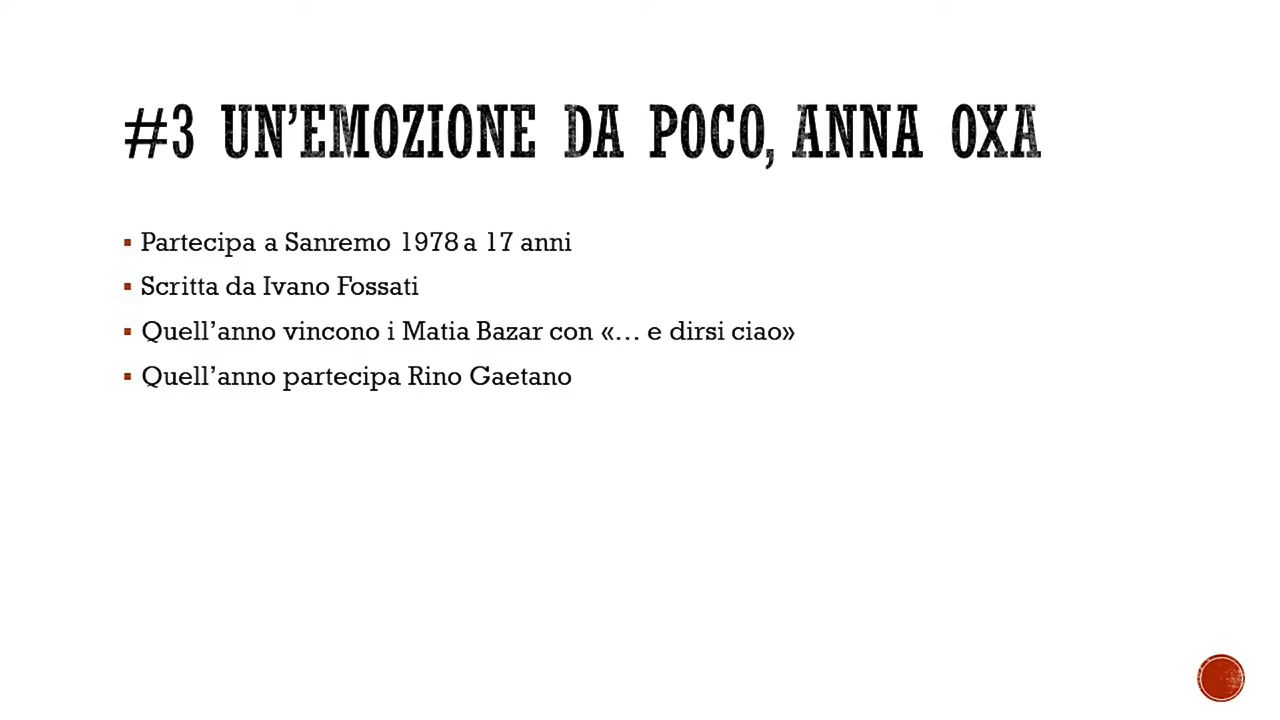 #3 UN’EMOZIONE DA POCO, ANNA OXA
Partecipa a Sanremo 1978 a 17 anni
Scritta da Ivano Fossati
Quell’anno vincono i Matia Bazar con «… e dirsi ciao»
Quell’anno partecipa Rino Gaetano